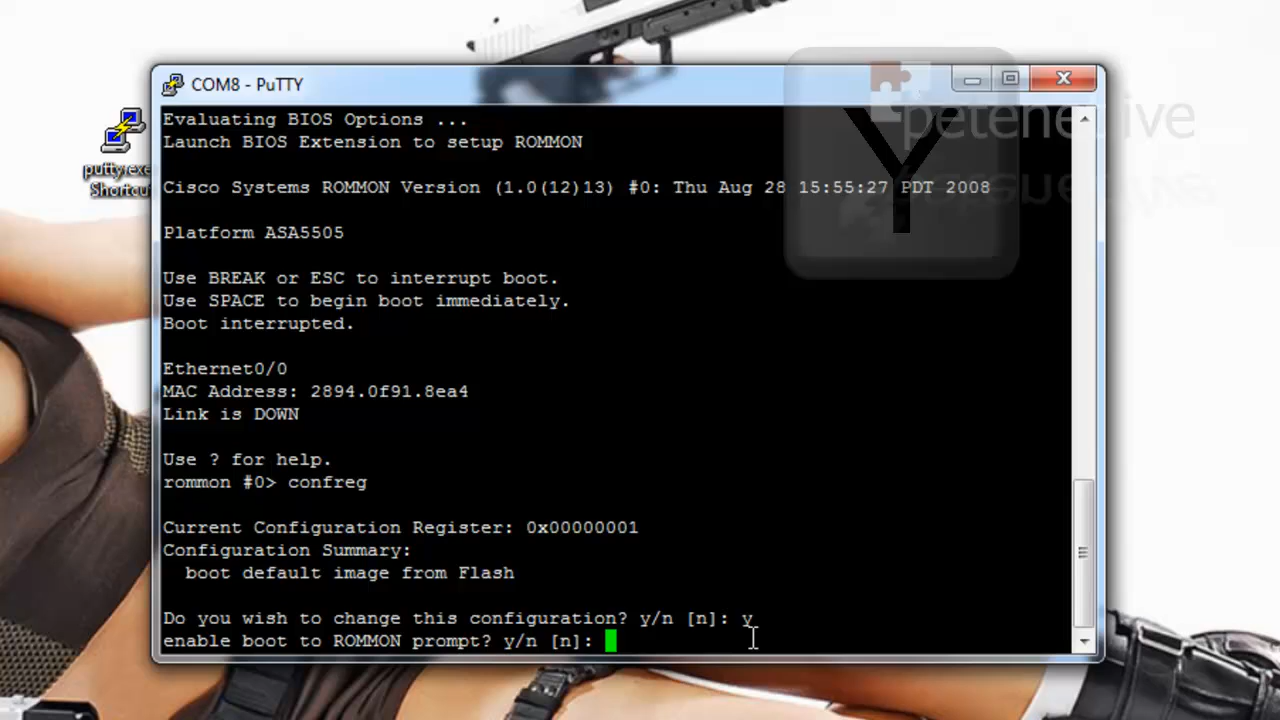 COM8 - PuTTY
Evaluating BIOS Options ...
Launch BIOS Extension to setup ROMMON
Cisco Systems ROMMON Version (1.0(12)13) #0: Thu Aug 28 15:55:27 PDT 2008
Platform ASA5505
Use BREAK or ESC to interrupt boot.
Use SPACE to begin boot immediately.
Boot interrupted.
Ethernet0/0
MAC Address: 2894.0f91.8ea4
Link is DOWN
Use ? for help.
rommon #0> confreg
Current Configuration Register: 0x00000001
Configuration Summary:
boot default image from Flash
Do you wish to change this configuration? y/n [n]: y
enable boot to ROMMON prompt? y/n [n]:
putty.exe
Shortcut
Y